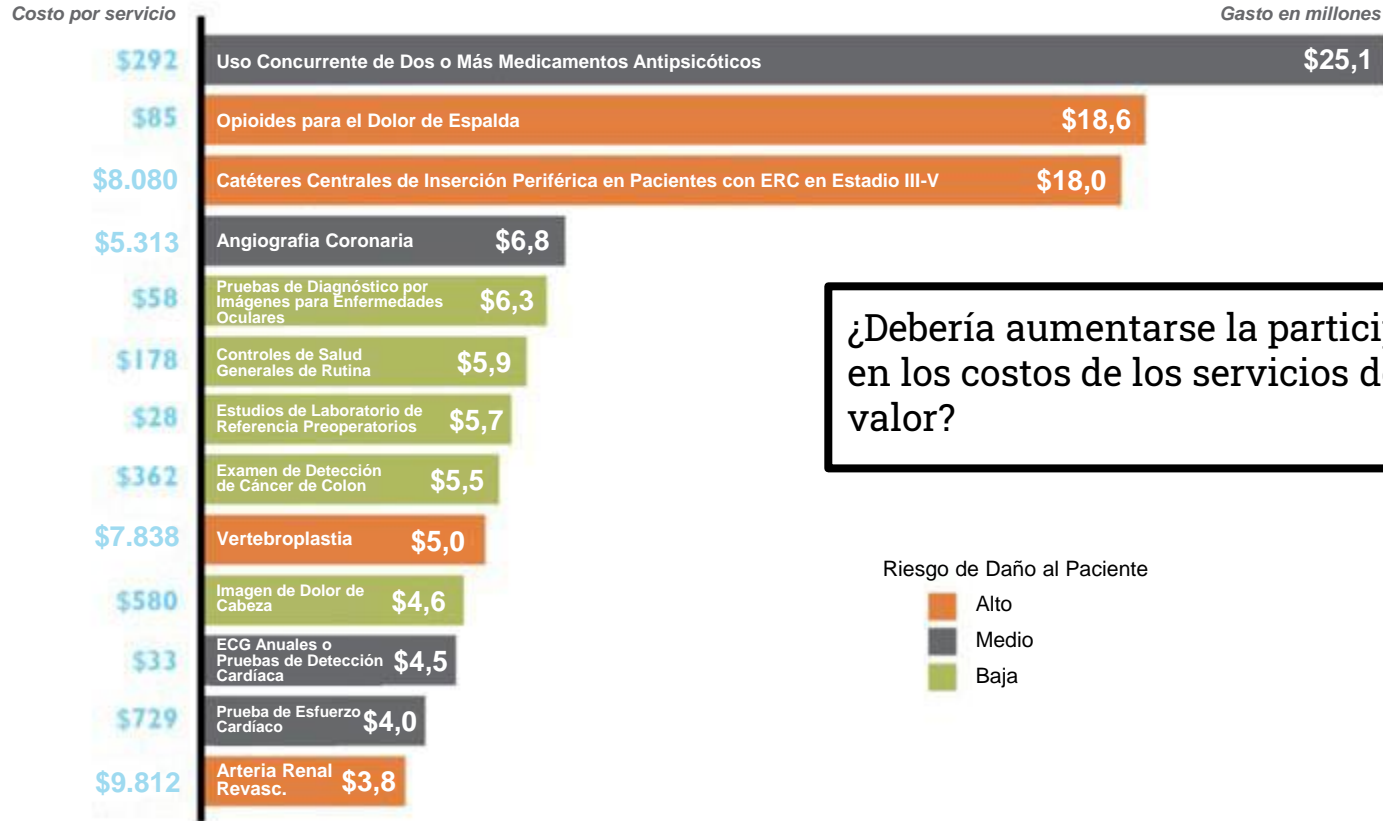 Costo por servicio
Gasto en millones
$292
Uso Concurrente de Dos o Más Medicamentos Antipsicóticos
$25,1
$85
Opioides para el Dolor de Espalda
$18,6
$8.080
Catéteres Centrales de Inserción Periférica en Pacientes con ERC en Estadio III-V
$18,0
$5.313
Angiografia Coronaria
$6,8
$58
Pruebas de Diagnóstico por
Imágenes para Enfermedades
Oculares
$6,3
$178
Controles de Salud
Generales de Rutina
$5,9
$28
Estudios de Laboratorio de
Referencia Preoperatorios
$5,7
$362
Examen de Detección
de Cáncer de Colon
$5,5
$7.838
Vertebroplastia
$5,0
$580
Imagen de Dolor de
Cabeza
$4,6
$33
ECG Anuales o
Pruebas de Detección
Cardíaca
$4,5
$729
Prueba de Esfuerzo
Cardíaco
$4,0
$9.812
Arteria Renal
Revasc.
$3,8
¿Debería aumentarse la
en los costos de los servicios
valor?
Riesgo de Daño al Paciente
Alto
Medio
Baja